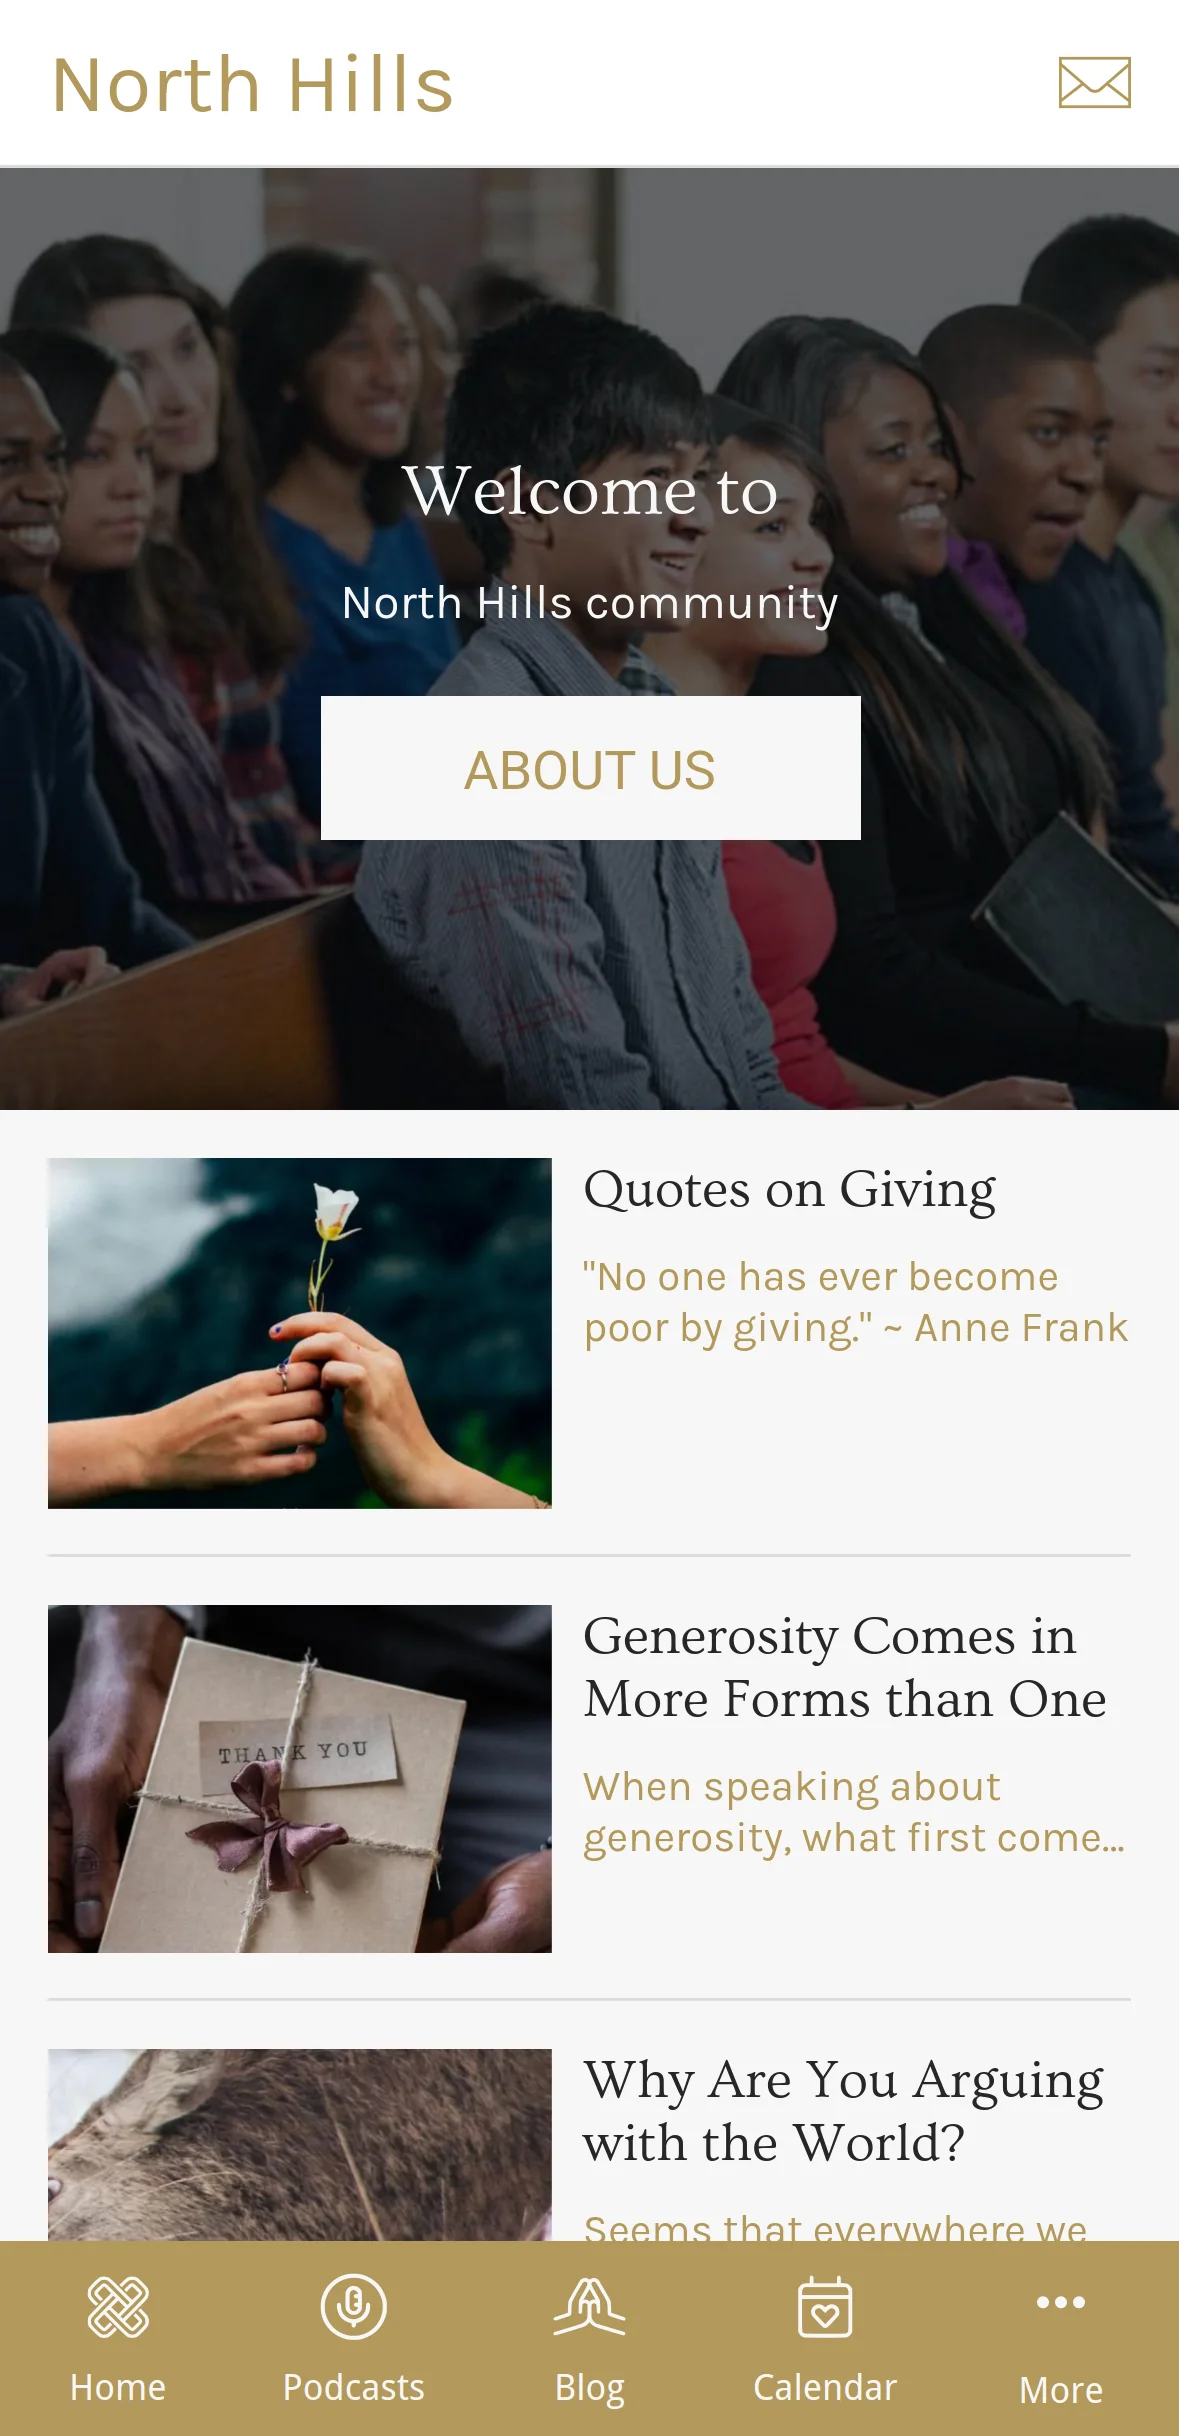 North Hills
Welcome to
North Hills community
ABOUT US
Quotes on Giving
"No one has ever become
poor by giving." ~ Anne Frank
THANK YOU
Generosity Comes in
More Forms than One
When speaking about
generosity, what first come...
Why Are You Arguing
with the World?
Seems that everywhere we
Home
Podcasts
Blog
Calendar
More